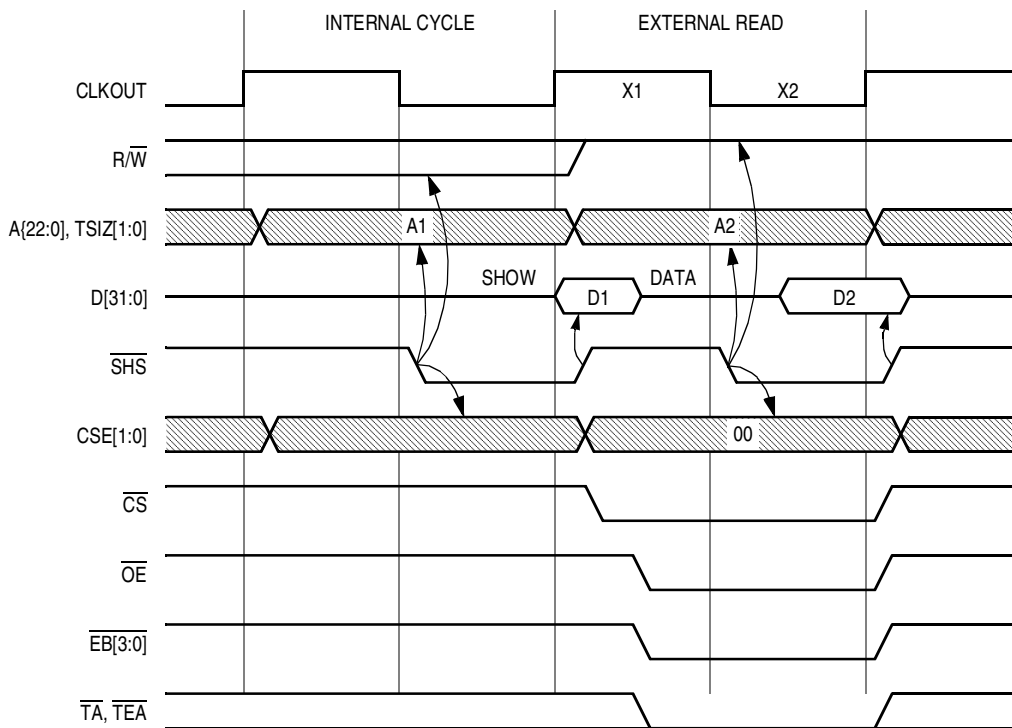 INTERNAL CYCLE EXTERNAL READ
CLKOUT X1 X2
R/W
A{22:0}, TSIZ[1:0] A1 A2
D[31:0] SHOW D1 DATA D2
SHS
CSE[1:0] 00
CS
OE
EB[3:0]
TA, TEA